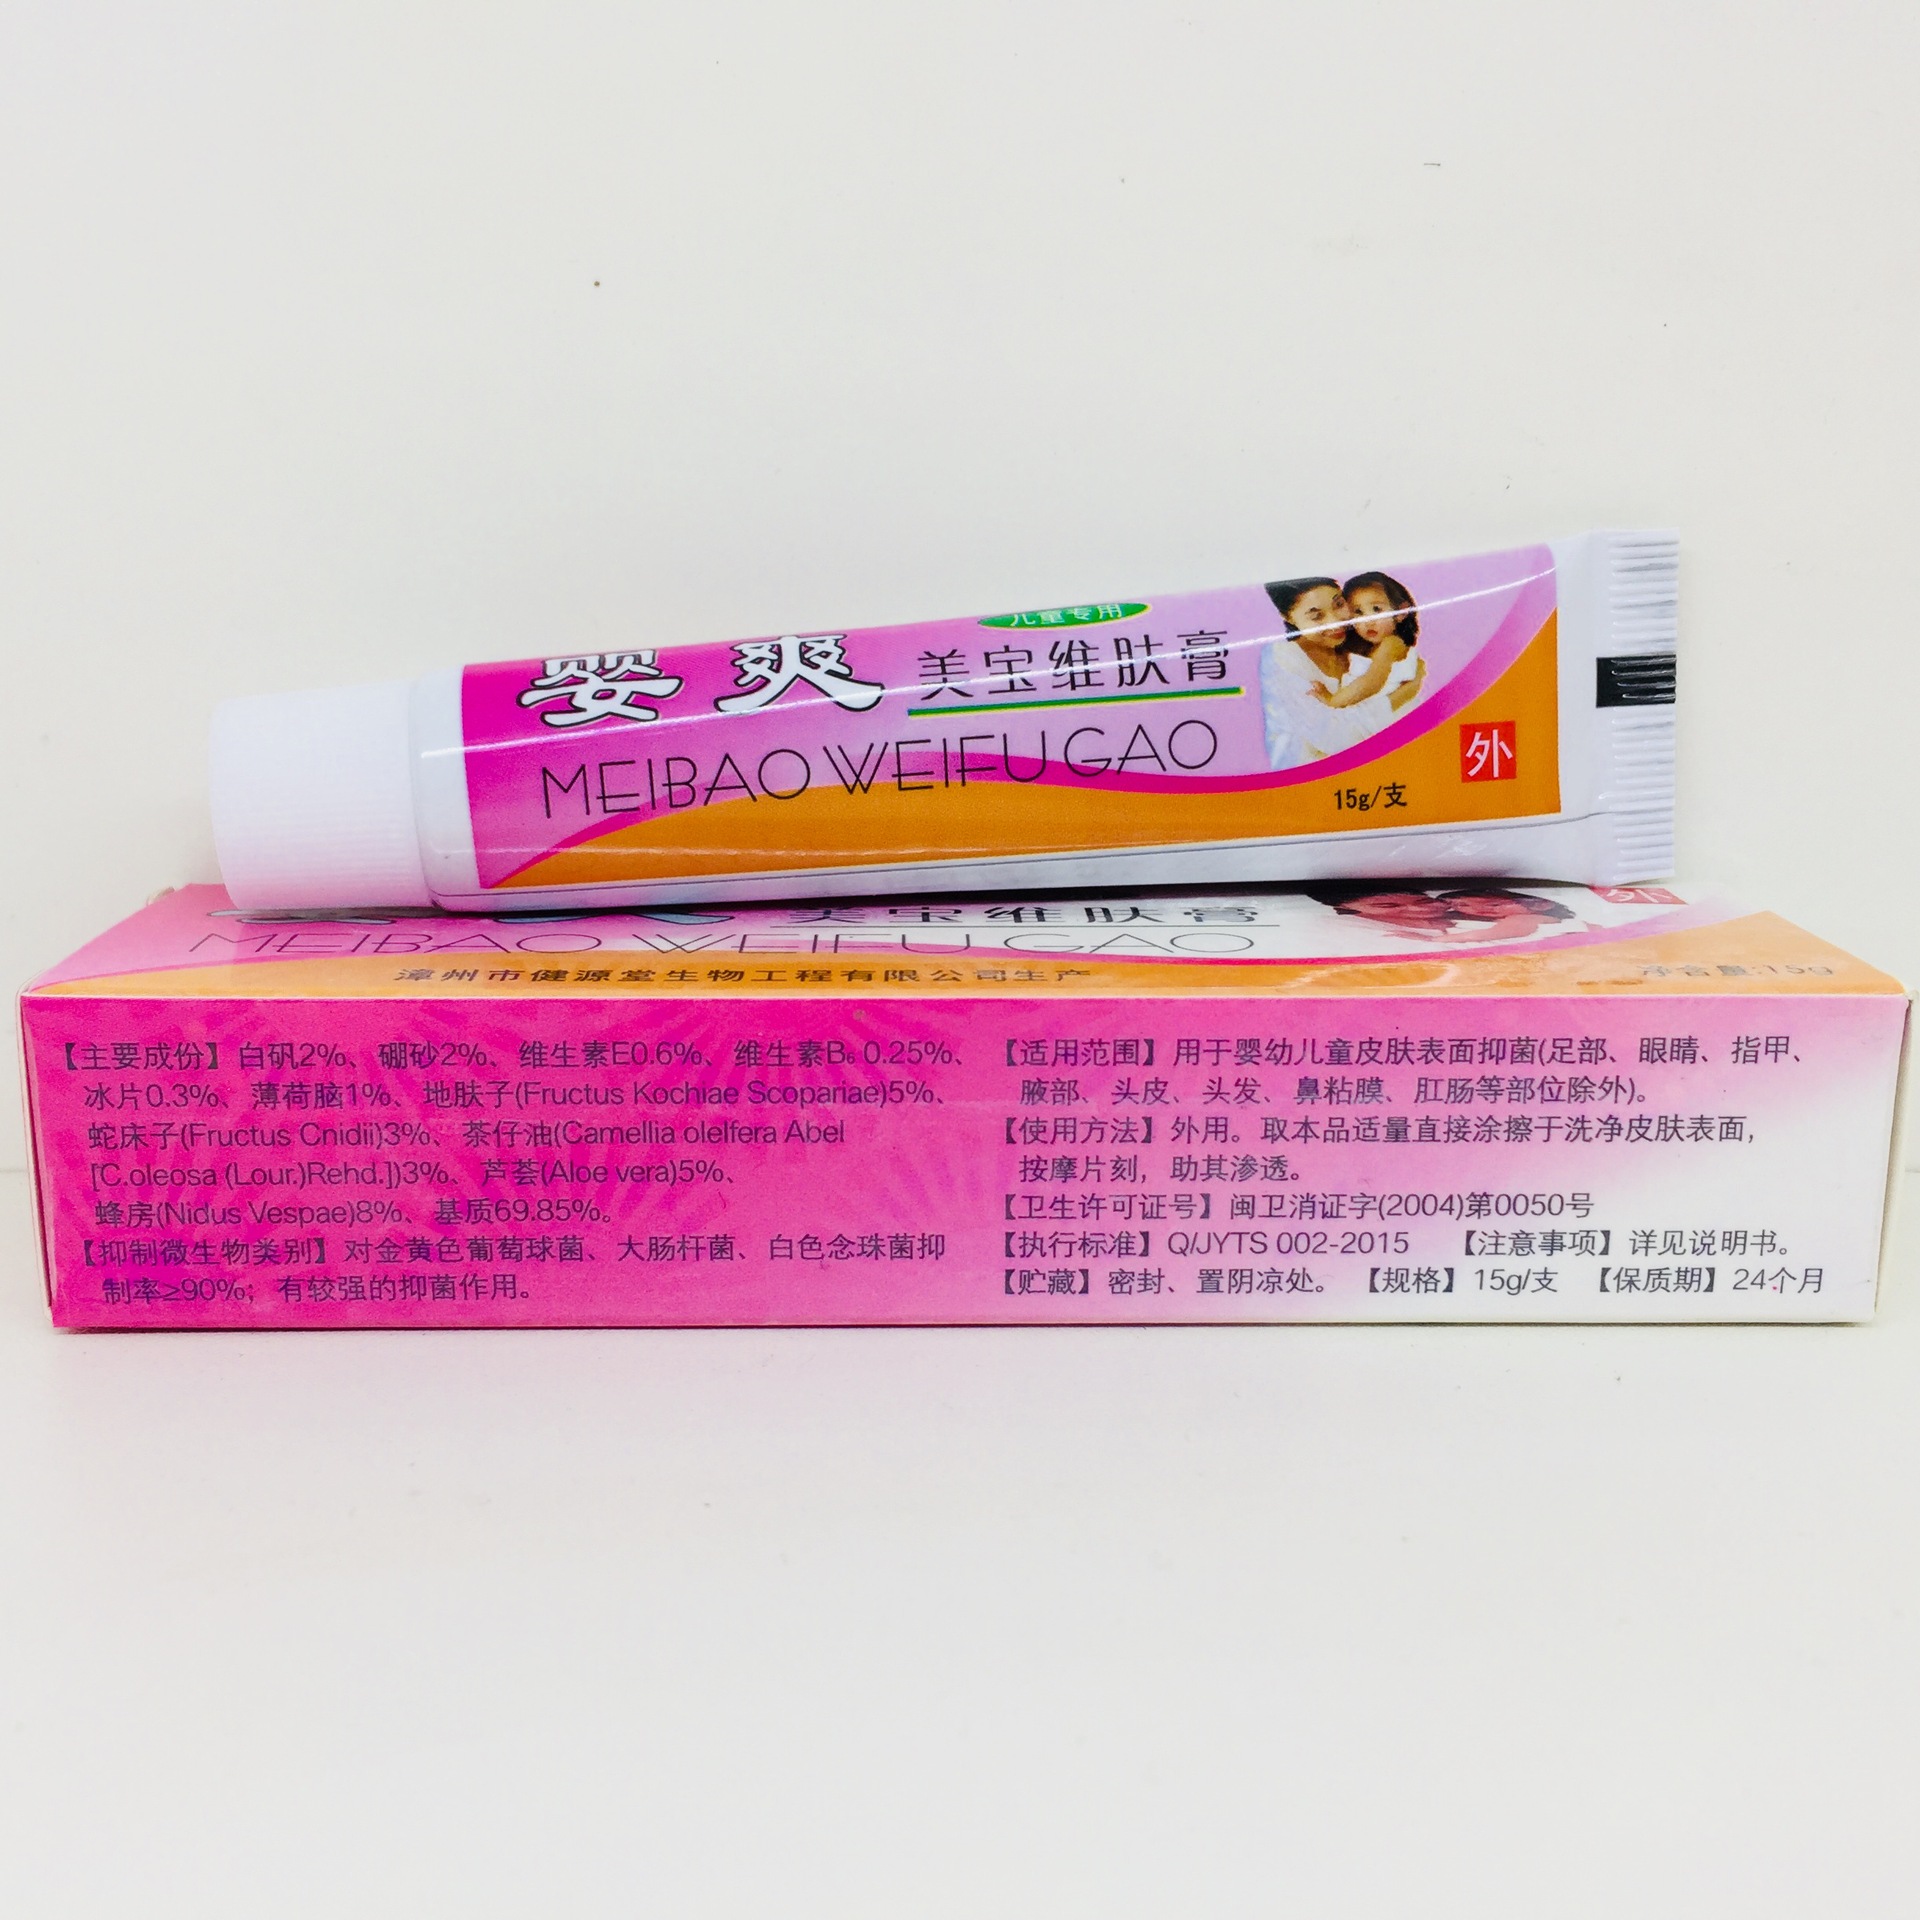 儿童专用
婴爽 美宝维肤膏
MEIBAO WEIFU GAO
15g/支
外
美宝维肤膏
外
MEIBAO WEIFU GAO
漳州市健源堂生物工程有限公司生产
净含量:15g
【主要成份】白矾2%、硼砂2%、维生素E0.6%、维生素B₆ 0.25%、
冰片0.3%、薄荷脑1%、地肤子(Fructus Kochiae Scopariae)5%、
蛇床子(Fructus Cnidii)3%、茶仔油(Camellia olelfera Abel
[C.oleosa (Lour.)Rehd.])3%、芦荟(Aloe vera)5%、
蜂房(Nidus Vespae)8%、基质69.85%。
【抑制微生物类别】对金黄色葡萄球菌、大肠杆菌、白色念珠菌抑
制率≥90%；有较强的抑菌作用。
【适用范围】用于婴幼儿童皮肤表面抑菌(足部、眼睛、指甲、
腋部、头皮、头发、鼻粘膜、肛肠等部位除外)。
【使用方法】外用。取本品适量直接涂擦于洗净皮肤表面，
按摩片刻，助其渗透。
【卫生许可证号】闽卫消证字(2004)第0050号
【执行标准】Q/JYTS 002-2015 【注意事项】详见说明书。
【贮藏】密封、置阴凉处。【规格】15g/支 【保质期】24个月